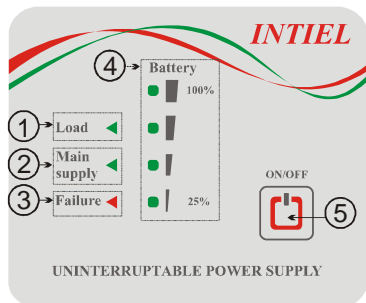 INTIEL
4
Battery
100%
1
Load
2
Main
supply
3
Failure
25%
ON/OFF
5
UNINTERRUPTABLE POWER SUPPLY